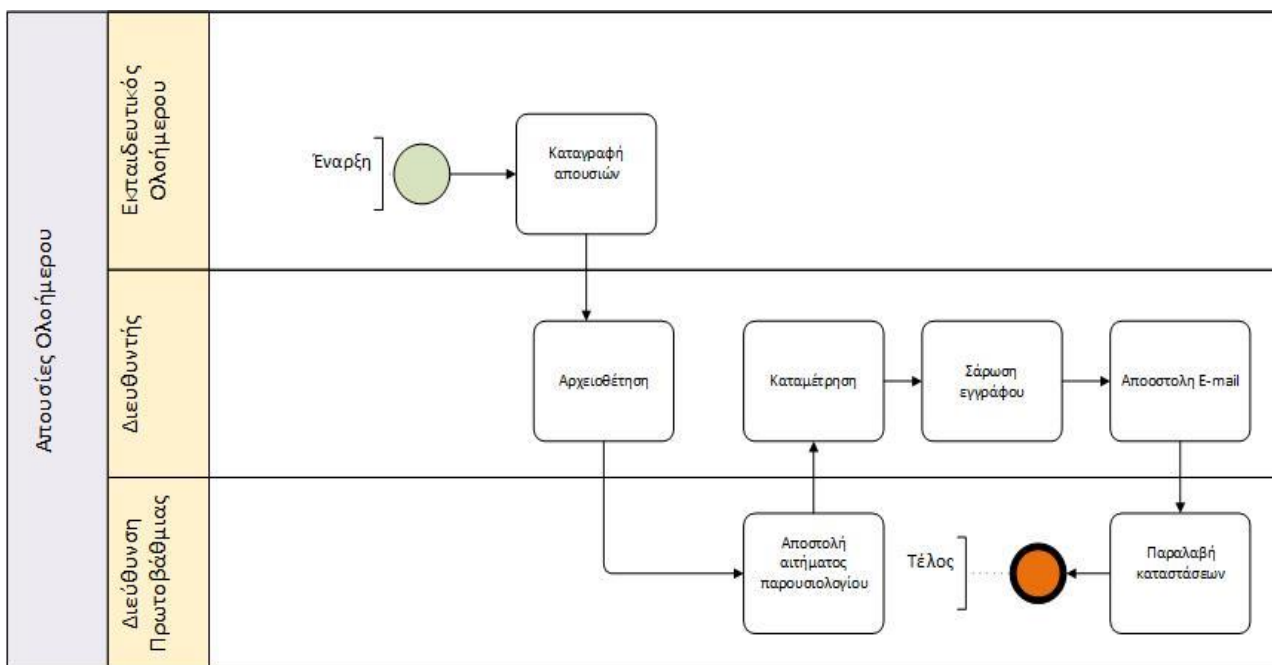 Απουσίες Ολοήμερου
Εκπαιδευτικός
Ολοήμερου
Έναρξη
Καταγραφή
απουσιών
Διευθυντής
Αρχειοθέτηση
Καταμέτρηση
Σάρωση
εγγράφου
Αποοστολη E-mail
Διεύθυνση
Πρωτοβάθμιας
Αποστολή
αιτήματος
παρουσιολογίου
Τέλος
Παραλαβή
καταστάσεων